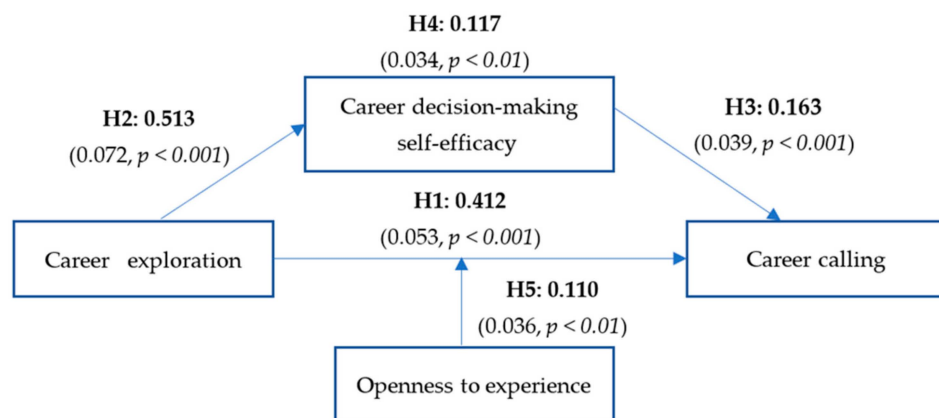 H4: 0.117
(0.034, p < 0.01)
Career decision-making
self-efficacy
H2: 0.513
(0.072, p < 0.001)
H3: 0.163
(0.039, p < 0.001)
H1: 0.412
(0.053, p < 0.001)
Career exploration
Career calling
H5: 0.110
(0.036, p < 0.01)
Openness to experience